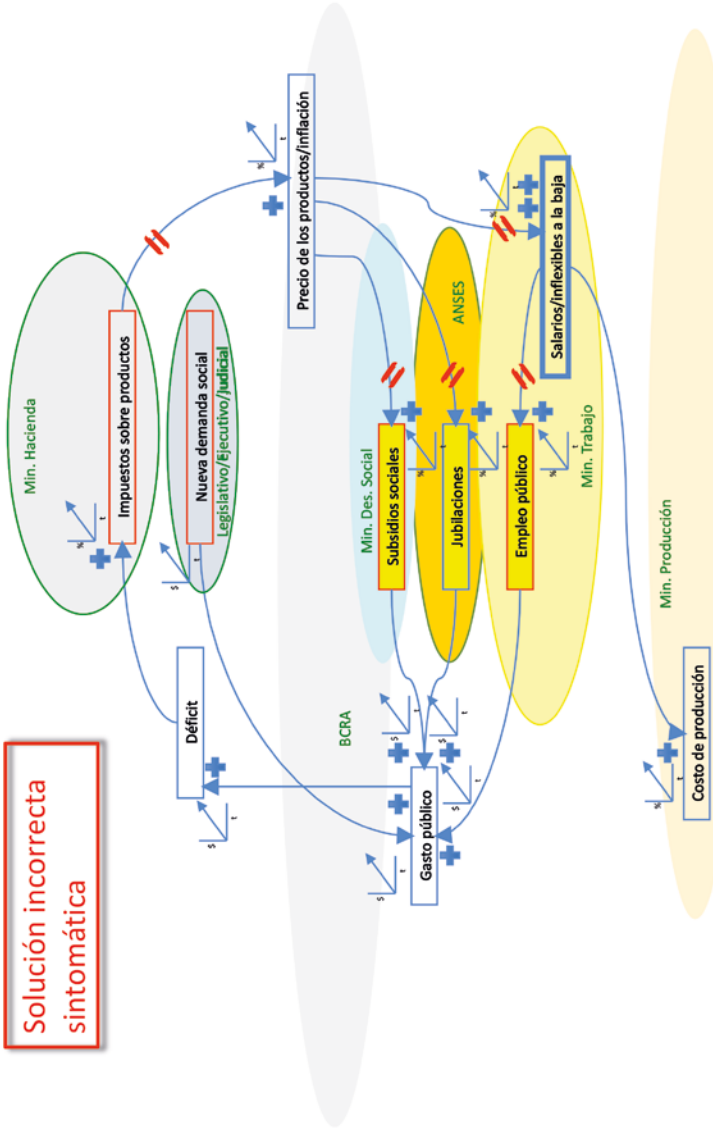 Solución incorrecta
sintomática
Min. Hacienda
%
t
Impuestos sobre productos
$
t
Nueva demanda social
Legislativo/Ejecutivo/Judicial
Déficit
$
t
%
t
Precio de los productos/inflación
BCRA
Min. Des. Social
Subsidios sociales
%
t
ANSES
Jubilaciones
%
t
Empleo público
%
t
Min. Trabajo
%
t
Salarios/inflexibles a la baja
$
t
$
t
$
t
Gasto público
$
t
Min. Producción
%
t
Costo de producción